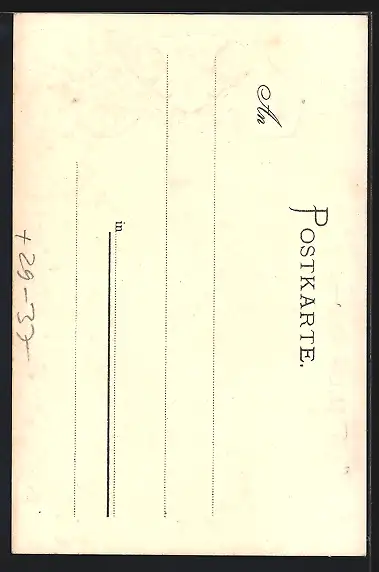 POSTKARTE.
An
in
+ 29-37